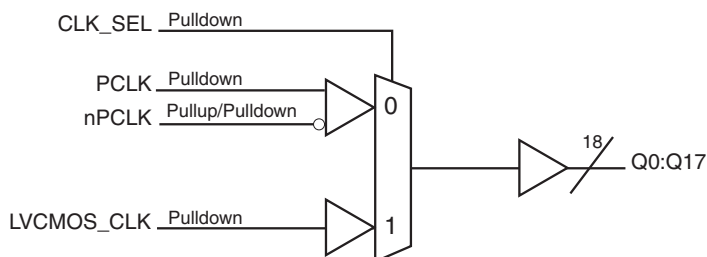 CLK_SEL Pulldown
PCLK Pulldown
nPCLK Pullup/Pulldown
0
18
Q0:Q17
LVCMOS_CLK Pulldown
1